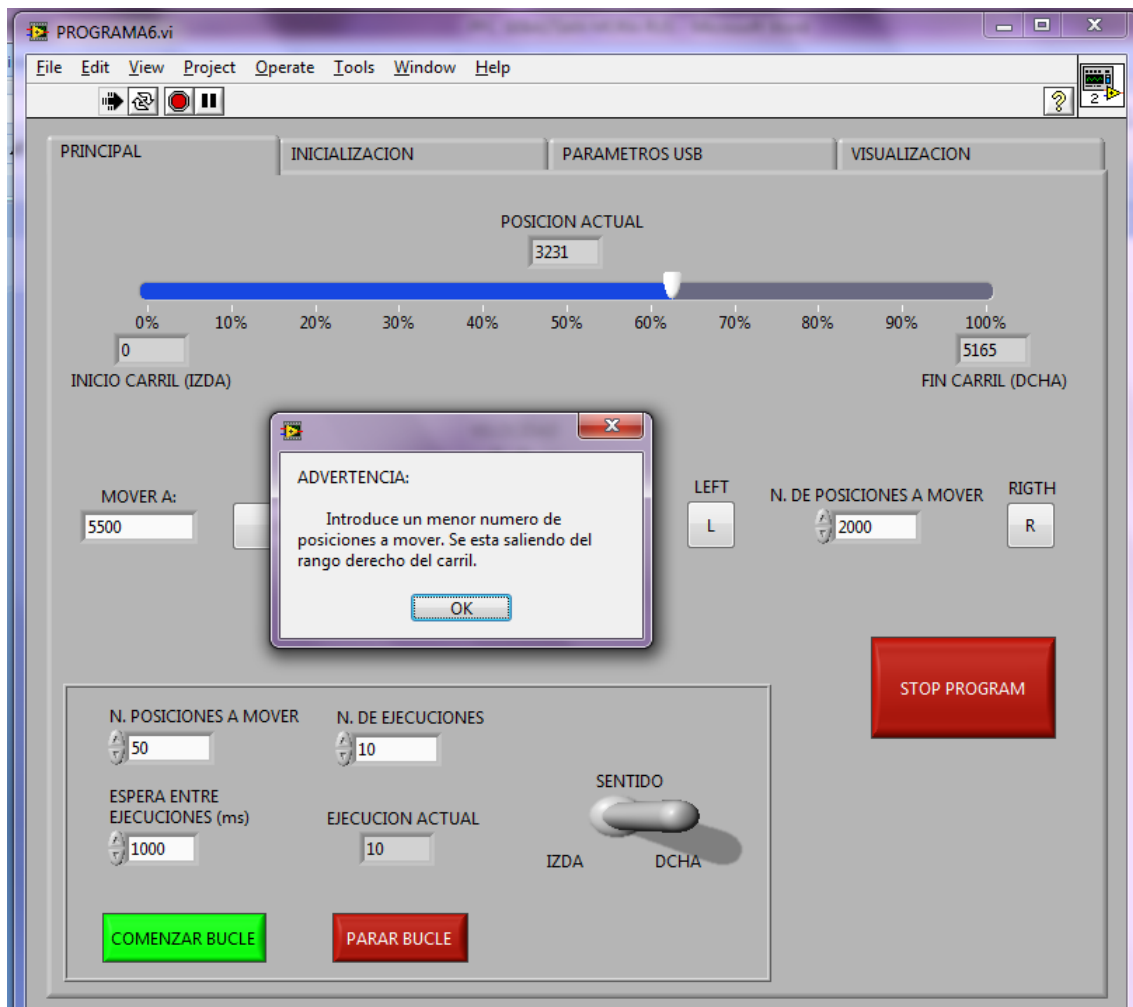 PROGRAMA6.vi
File Edit View Project Operate Tools Window Help
2
PRINCIPAL INICIALIZACION PARAMETROS USB VISUALIZACION
POSICION ACTUAL
3231
0% 10% 20% 30% 40% 50% 60% 70% 80% 90% 100%
0 5165
INICIO CARRIL (IZDA) FIN CARRIL (DCHA)
ADVERTENCIA:
Introduce un menor numero de
posiciones a mover. Se esta saliendo del
rango derecho del carril.
OK
MOVER A:
5500
LEFT N. DE POSICIONES A MOVER RIGTH
L 2000 R
STOP PROGRAM
N. POSICIONES A MOVER N. DE EJECUCIONES
50 10
ESPERA ENTRE
EJECUCIONES (ms) EJECUCION ACTUAL
1000 10
SENTIDO
IZDA DCHA
COMENZAR BUCLE PARAR BUCLE